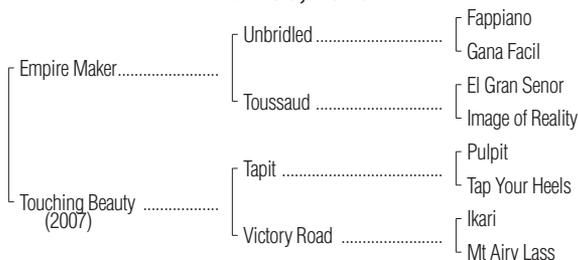 Fappiano
Unbridled ....................................
Gana Facil
Empire Maker............................
El Gran Senor
Toussaud ....................................
Image of Reality
Pulpit
Tapit ............................................
Tap Your Heels
Touching Beauty .....................
(2007)
Ikari
Victory Road .............................
Mt Airy Lass